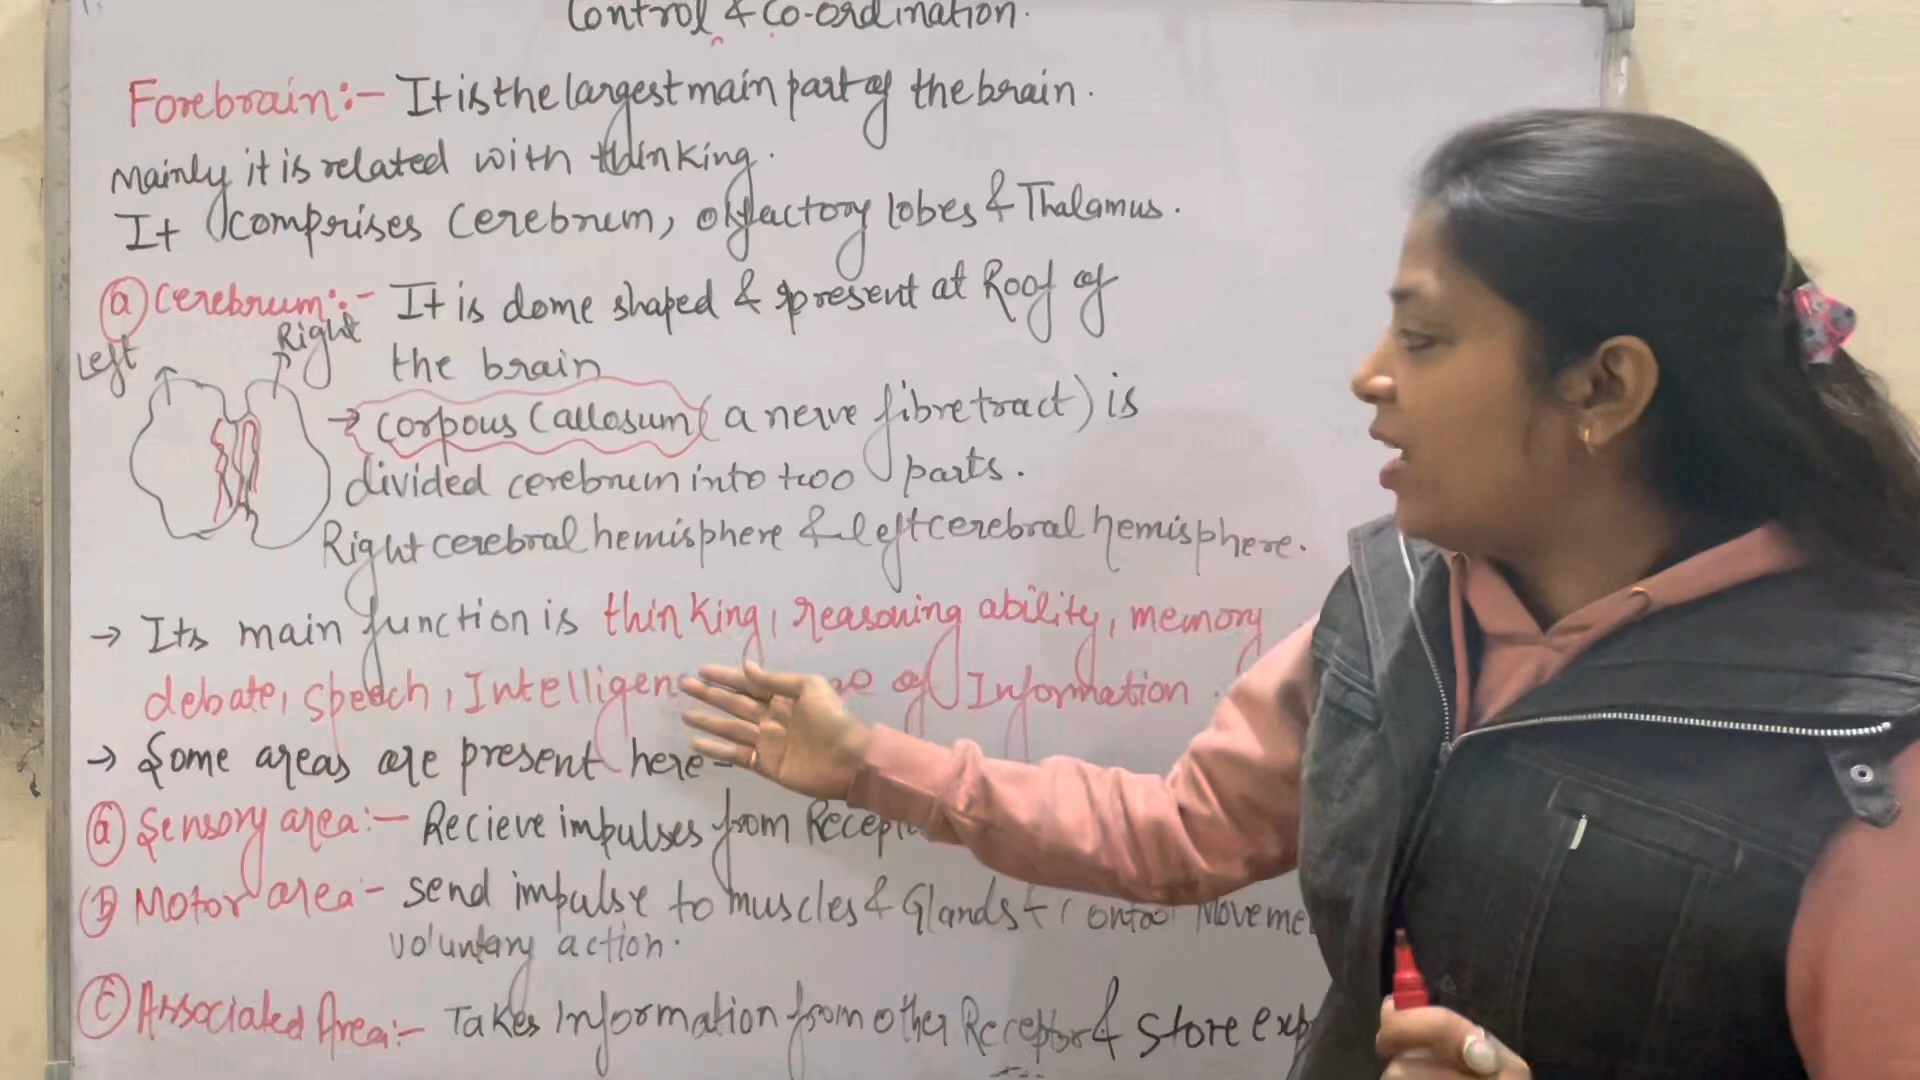 Control & Co-ordination.
Forebrain:- It is the largest main part of the brain.
Mainly it is related with thinking.
It comprises Cerebrum, olfactory lobes & Thalamus.
(a) Cerebrum:- It is dome shaped & present at Roof of
Left Right
the brain
→ Corpous Callosum (a nerve fibre tract) is
divided cerebrum into two parts.
Right cerebral hemisphere & left cerebral hemisphere.
→ Its main function is thinking, reasoning ability, memory
debate, speech, Intelligen of Information.
→ Some areas are present here-
(a) Sensory area:- Recieve impulses from
(b) Motor area- send impulse to muscles & Glands +
voluntary action.
(c) Associated Area:- Takes Information from other Receptor & Store